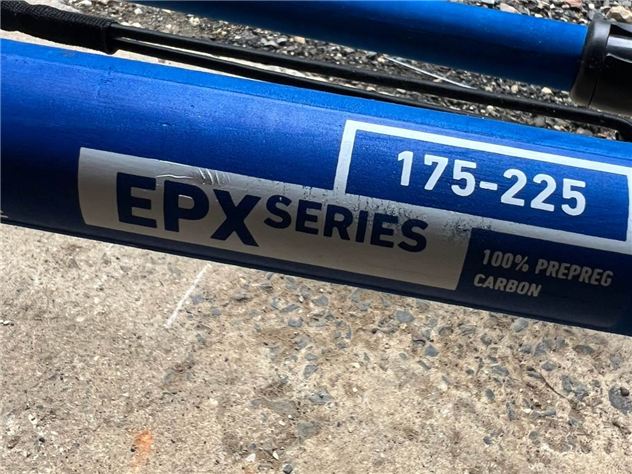 175-225
EPX SERIES
100% PREPREG
CARBON